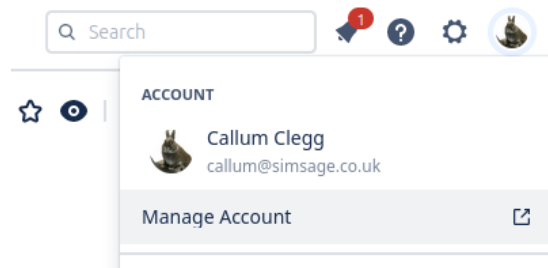 Search
1
ACCOUNT
Callum Clegg
callum@simsage.co.uk
Manage Account